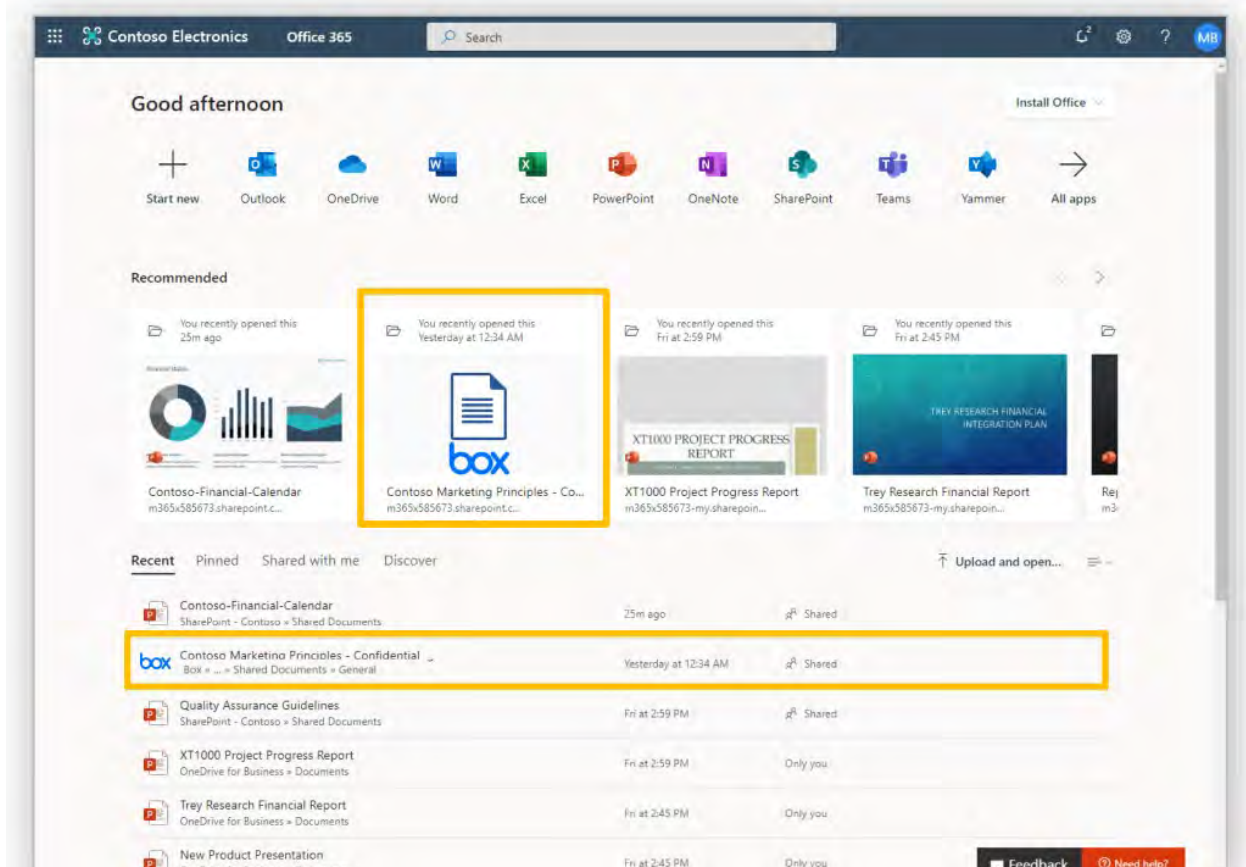 Contoso Electronics Office 365 Search 2 ? MB
Good afternoon
Install Office
Start new Outlook OneDrive Word Excel PowerPoint OneNote SharePoint Teams Yammer All apps
Recommended
You recently opened this
25m ago
Contoso-Financial-Calendar
m365x585673.sharepoint.c...
You recently opened this
Yesterday at 12:34 AM
box
Contoso Marketing Principles - Co...
m365x585673.sharepoint.c...
You recently opened this
Fri at 2:59 PM
XT1000 PROJECT PROGRESS
REPORT
XT1000 Project Progress Report
m365x585673-my.sharepoin...
You recently opened this
Fri at 2:45 PM
TREY RESEARCH FINANCIAL
INTEGRATION PLAN
Trey Research Financial Report
m365x585673-my.sharepoin...
Recent Pinned Shared with me Discover
Upload and open...
Contoso-Financial-Calendar 25m ago Shared
SharePoint - Contoso » Shared Documents
box Contoso Marketing Principles - Confidential Yesterday at 12:34 AM Shared
Box » ... » Shared Documents » General
Quality Assurance Guidelines Fri at 2:59 PM Shared
SharePoint - Contoso » Shared Documents
XT1000 Project Progress Report Fri at 2:59 PM Only you
OneDrive for Business » Documents
Trey Research Financial Report Fri at 2:45 PM Only you
OneDrive for Business » Documents
New Product Presentation Fri at 2:45 PM Only you
Feedback Need help?